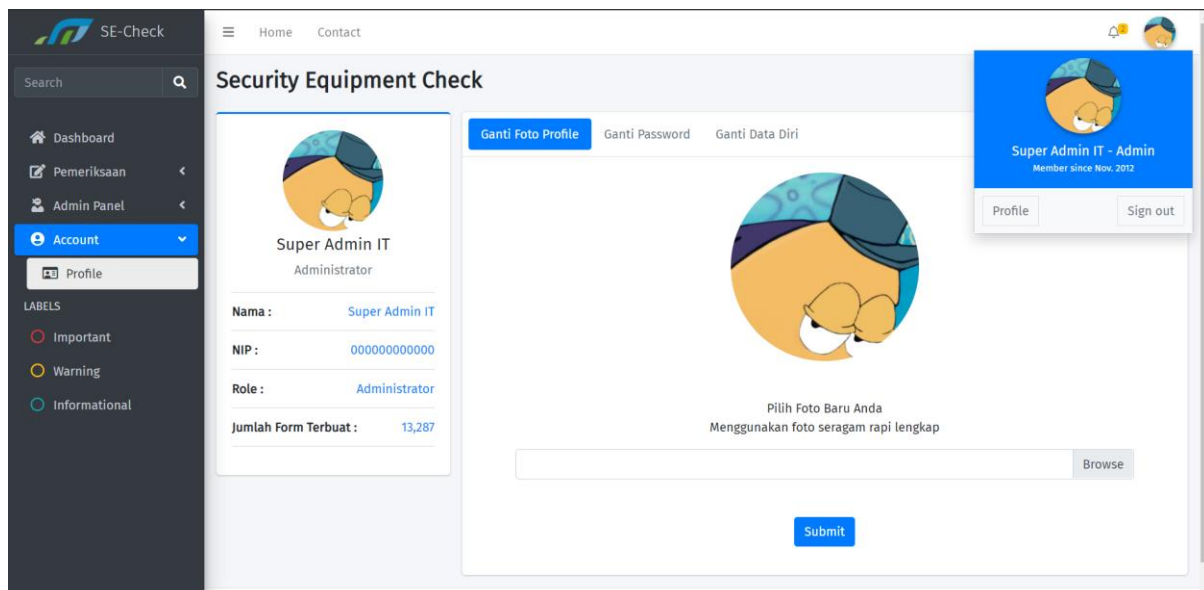 SE-Check
Search
Dashboard
Pemeriksaan
Admin Panel
Account
Profile
LABELS
Important
Warning
Informational
Home Contact
2
Security Equipment Check
Super Admin IT
Administrator
Nama : Super Admin IT
NIP : 000000000000
Role : Administrator
Jumlah Form Terbuat : 13,287
Ganti Foto Profile Ganti Password Ganti Data Diri
Pilih Foto Baru Anda
Menggunakan foto seragam rapi lengkap
Browse
Submit
Super Admin IT - Admin
Member since Nov. 2012
Profile Sign out